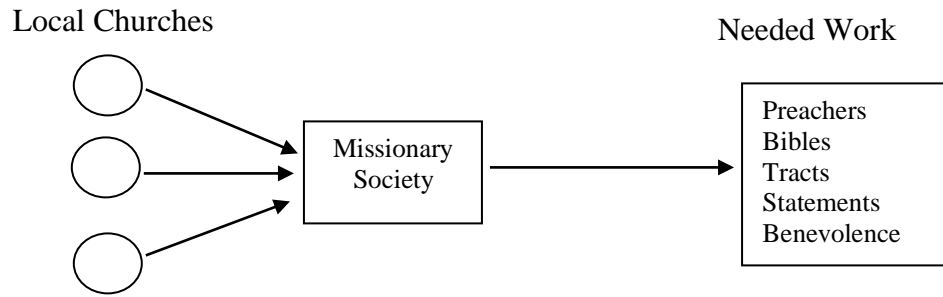 Local Churches
Needed Work
Missionary
Society
Preachers
Bibles
Tracts
Statements
Benevolence